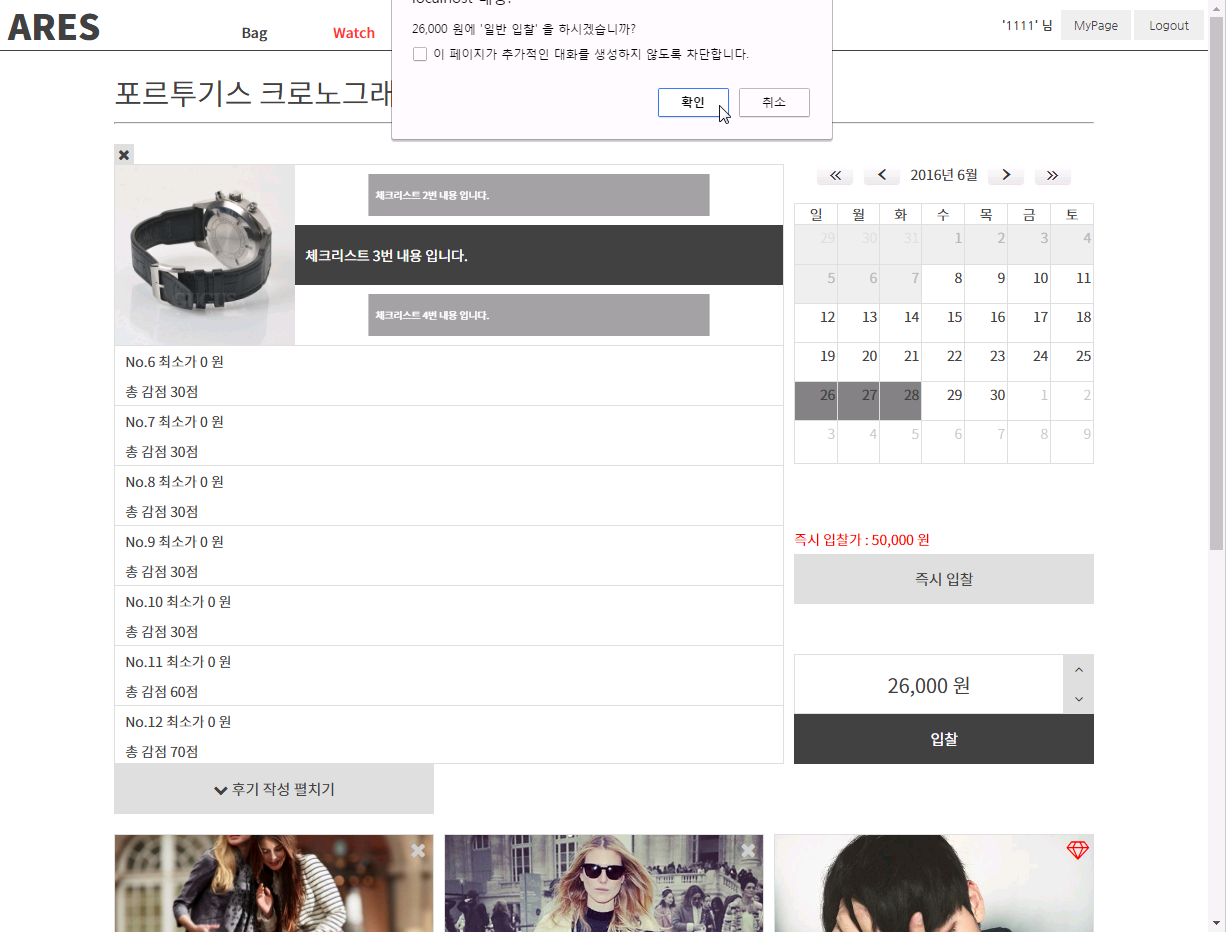 ARES
Bag
Watch
'1111' 님
MyPage
Logout
26,000 원에 '일반 입찰' 을 하시겠습니까?
이 페이지가 추가적인 대화를 생성하지 않도록 차단합니다.
확인
취소
포르투기스 크로노그래
체크리스트 2번 내용 입니다.
체크리스트 3번 내용 입니다.
체크리스트 4번 내용 입니다.
No.6 최소가 0 원
총 감점 30점
No.7 최소가 0 원
총 감점 30점
No.8 최소가 0 원
총 감점 30점
No.9 최소가 0 원
총 감점 30점
No.10 최소가 0 원
총 감점 30점
No.11 최소가 0 원
총 감점 60점
No.12 최소가 0 원
총 감점 70점
후기 작성 펼치기
2016년 6월
일 월 화 수 목 금 토
29 30 31 1 2 3 4
5 6 7 8 9 10 11
12 13 14 15 16 17 18
19 20 21 22 23 24 25
26 27 28 29 30 1 2
3 4 5 6 7 8 9
즉시 입찰가 : 50,000 원
즉시 입찰
26,000 원
입찰